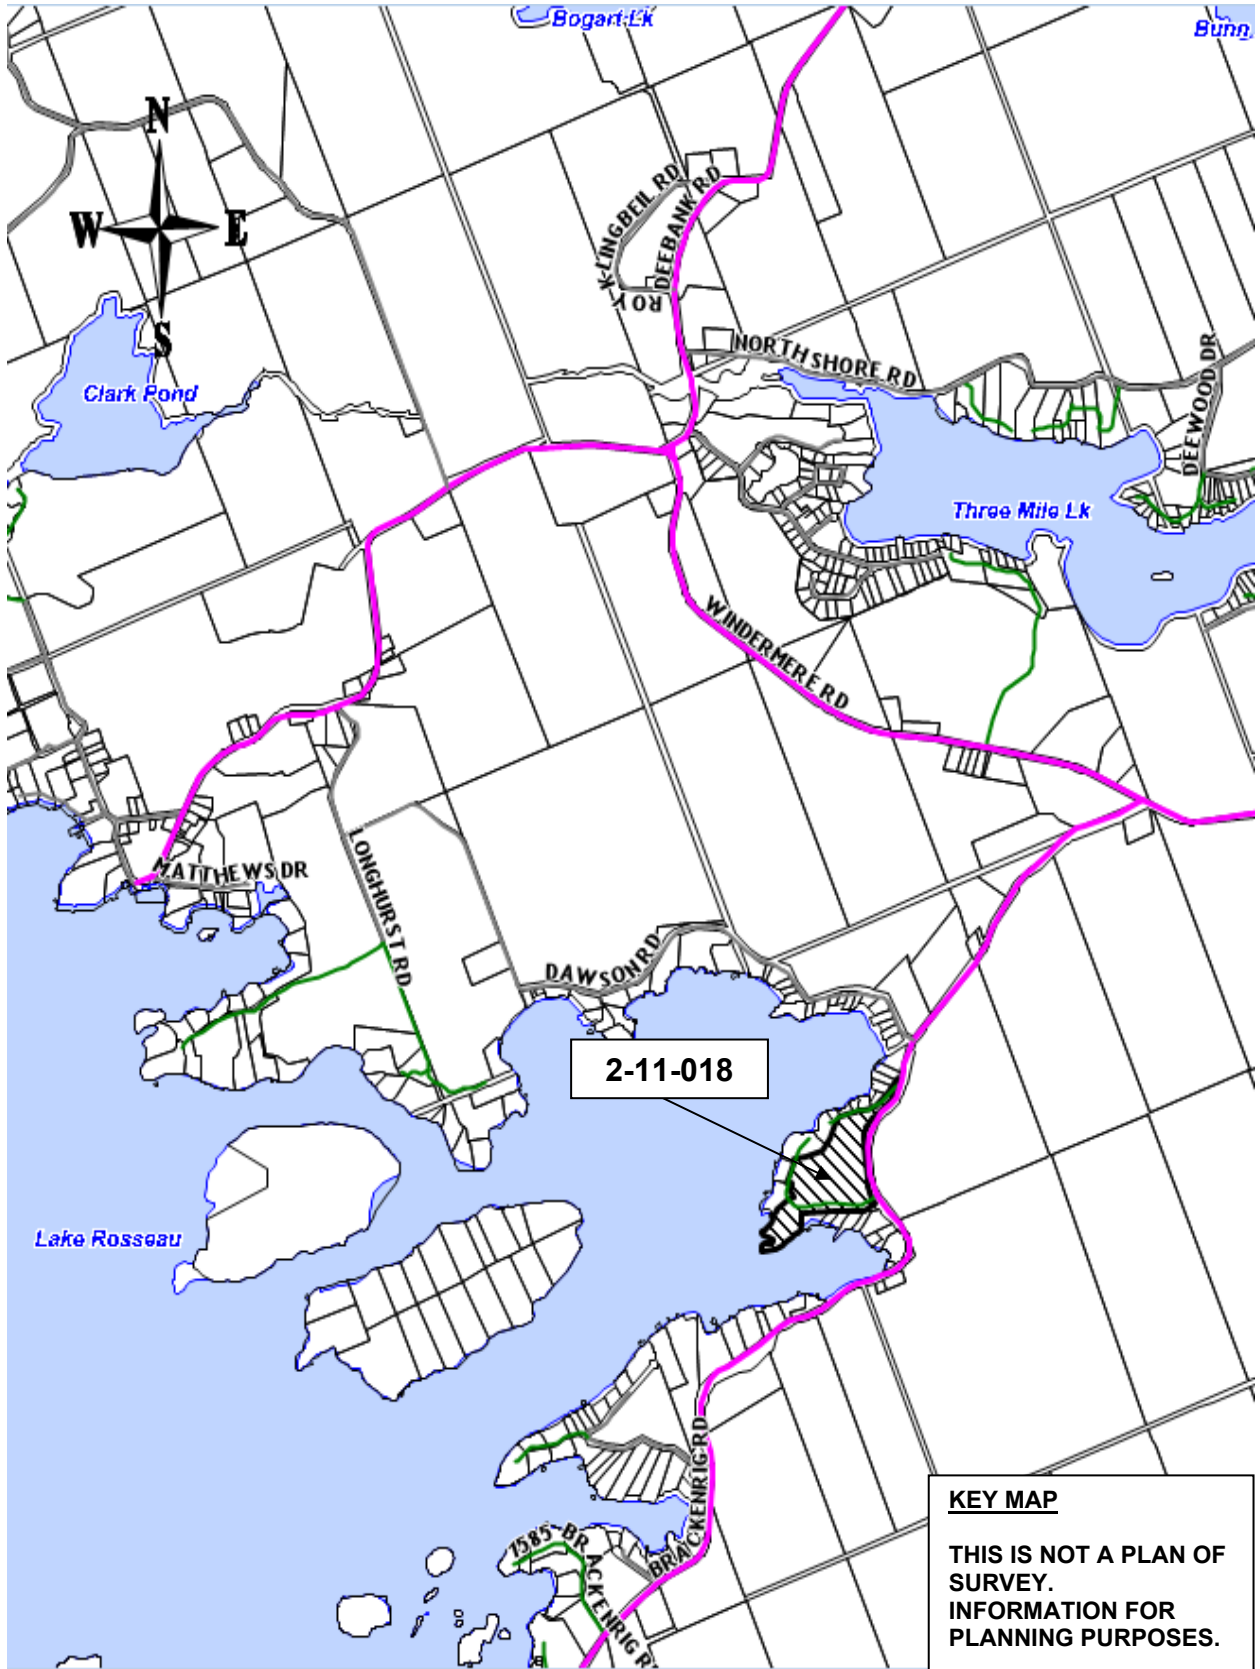 Bogart Lk
Bunn
N
W
E
S
ROY KLINGBEIL RD
DEEBANK RD
NORTH SHORE RD
DEEWOOD DR
Clark Pond
Three Mile Lk
WINDERMERE RD
MATTHEWS DR
LONGHURST RD
DAWSON RD
2-11-018
Lake Rosseau
BRACKENRIG RD
1585 BRACKENRIG R
KEY MAP
THIS IS NOT A PLAN OF
SURVEY.
INFORMATION FOR
PLANNING PURPOSES.